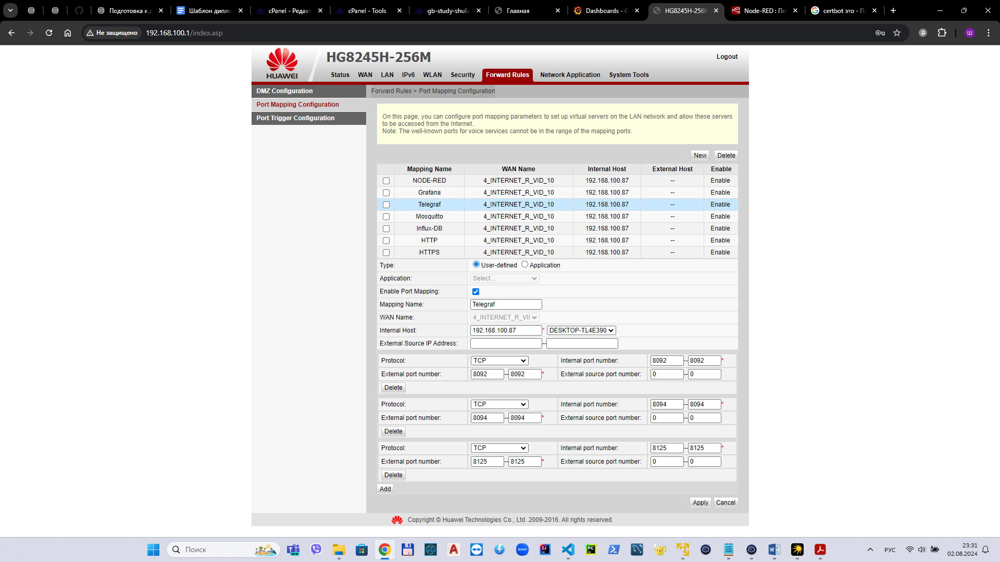 Подготовка к д
Шаблон дипло
cPanel - Редакт
cPanel - Tools
gb-study-shulia
Главная
Dashboards - G
HG8245H-256M
Node-RED : По
certbot это - По
Не защищено
192.168.100.1/index.asp
Ш
HUAWEI
HG8245H-256M
Logout
Status WAN LAN IPv6 WLAN Security Forward Rules Network Application System Tools
DMZ Configuration
Port Mapping Configuration
Port Trigger Configuration
Forward Rules > Port Mapping Configuration
On this page, you can configure port mapping parameters to set up virtual servers on the LAN network and allow these servers
to be accessed from the Internet.
Note: The well-known ports for voice services cannot be in the range of the mapping ports.
New Delete
Mapping Name WAN Name Internal Host External Host Enable
NODE-RED 4_INTERNET_R_VID_10 192.168.100.87 -- Enable
Grafana 4_INTERNET_R_VID_10 192.168.100.87 -- Enable
Telegraf 4_INTERNET_R_VID_10 192.168.100.87 -- Enable
Mosquitto 4_INTERNET_R_VID_10 192.168.100.87 -- Enable
Influx-DB 4_INTERNET_R_VID_10 192.168.100.87 -- Enable
HTTP 4_INTERNET_R_VID_10 192.168.100.87 -- Enable
HTTPS 4_INTERNET_R_VID_10 192.168.100.87 -- Enable
Type: User-defined Application
Application: Select...
Enable Port Mapping:
Mapping Name: Telegraf
WAN Name: 4_INTERNET_R_VII
Internal Host: 192.168.100.87 * DESKTOP-TL4E390
External Source IP Address: --
Protocol: TCP Internal port number: 8092 -- 8092 *
External port number: 8092 -- 8092 * External source port number: 0 -- 0
Delete
Protocol: TCP Internal port number: 8094 -- 8094 *
External port number: 8094 -- 8094 * External source port number: 0 -- 0
Delete
Protocol: TCP Internal port number: 8125 -- 8125 *
External port number: 8125 -- 8125 * External source port number: 0 -- 0
Delete
Add
Apply Cancel
Copyright © Huawei Technologies Co., Ltd. 2009-2016. All rights reserved.
Поиск
NEW
zoom
IJ
PC
W
РУС
23:31
02.08.2024